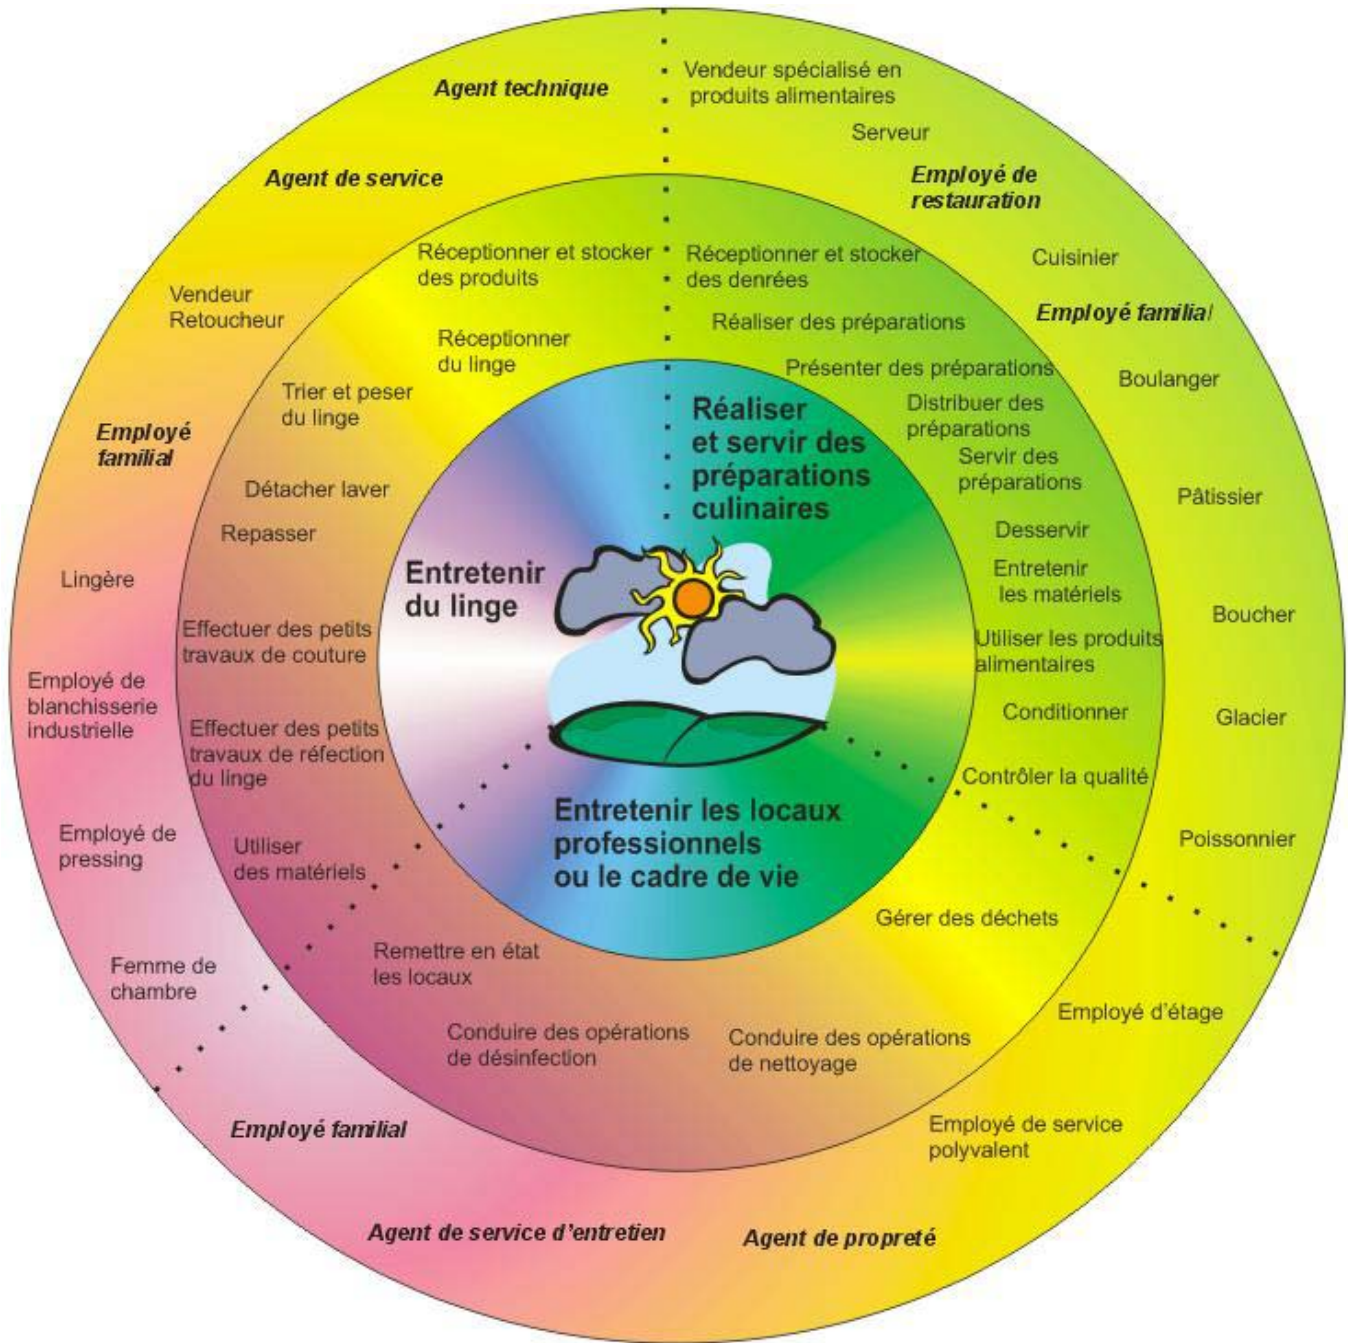 Agent technique
Agent de service
Vendeur
Retoucheur
Employé
familial
Lingère
Employé de
blanchisserie
industrielle
Employé de
pressing
Femme de
chambre
Vendeur spécialisé en
produits alimentaires
Serveur
Employé de
restauration
Cuisinier
Employé familial
Boulanger
Pâtissier
Boucher
Glacier
Poissonnier
Employé d'étage
Employé de service
polyvalent
Agent de propreté
Agent de service d'entretien
Employé familial
Réceptionner et stocker
des produits
Réceptionner
du linge
Trier et peser
du linge
Détacher laver
Repasser
Effectuer des petits
travaux de couture
Effectuer des petits
travaux de réfection
du linge
Utiliser
des matériels
Réceptionner et stocker
des denrées
Réaliser des préparations
Présenter des préparations
Distribuer des
préparations
Servir des
préparations
Desservir
Entretenir
les matériels
Utiliser les produits
alimentaires
Conditionner
Contrôler la qualité
Gérer des déchets
Conduire des opérations
de nettoyage
Conduire des opérations
de désinfection
Remettre en état
les locaux
Réaliser
et servir des
préparations
culinaires
Entretenir
du linge
Entretenir les locaux
professionnels
ou le cadre de vie